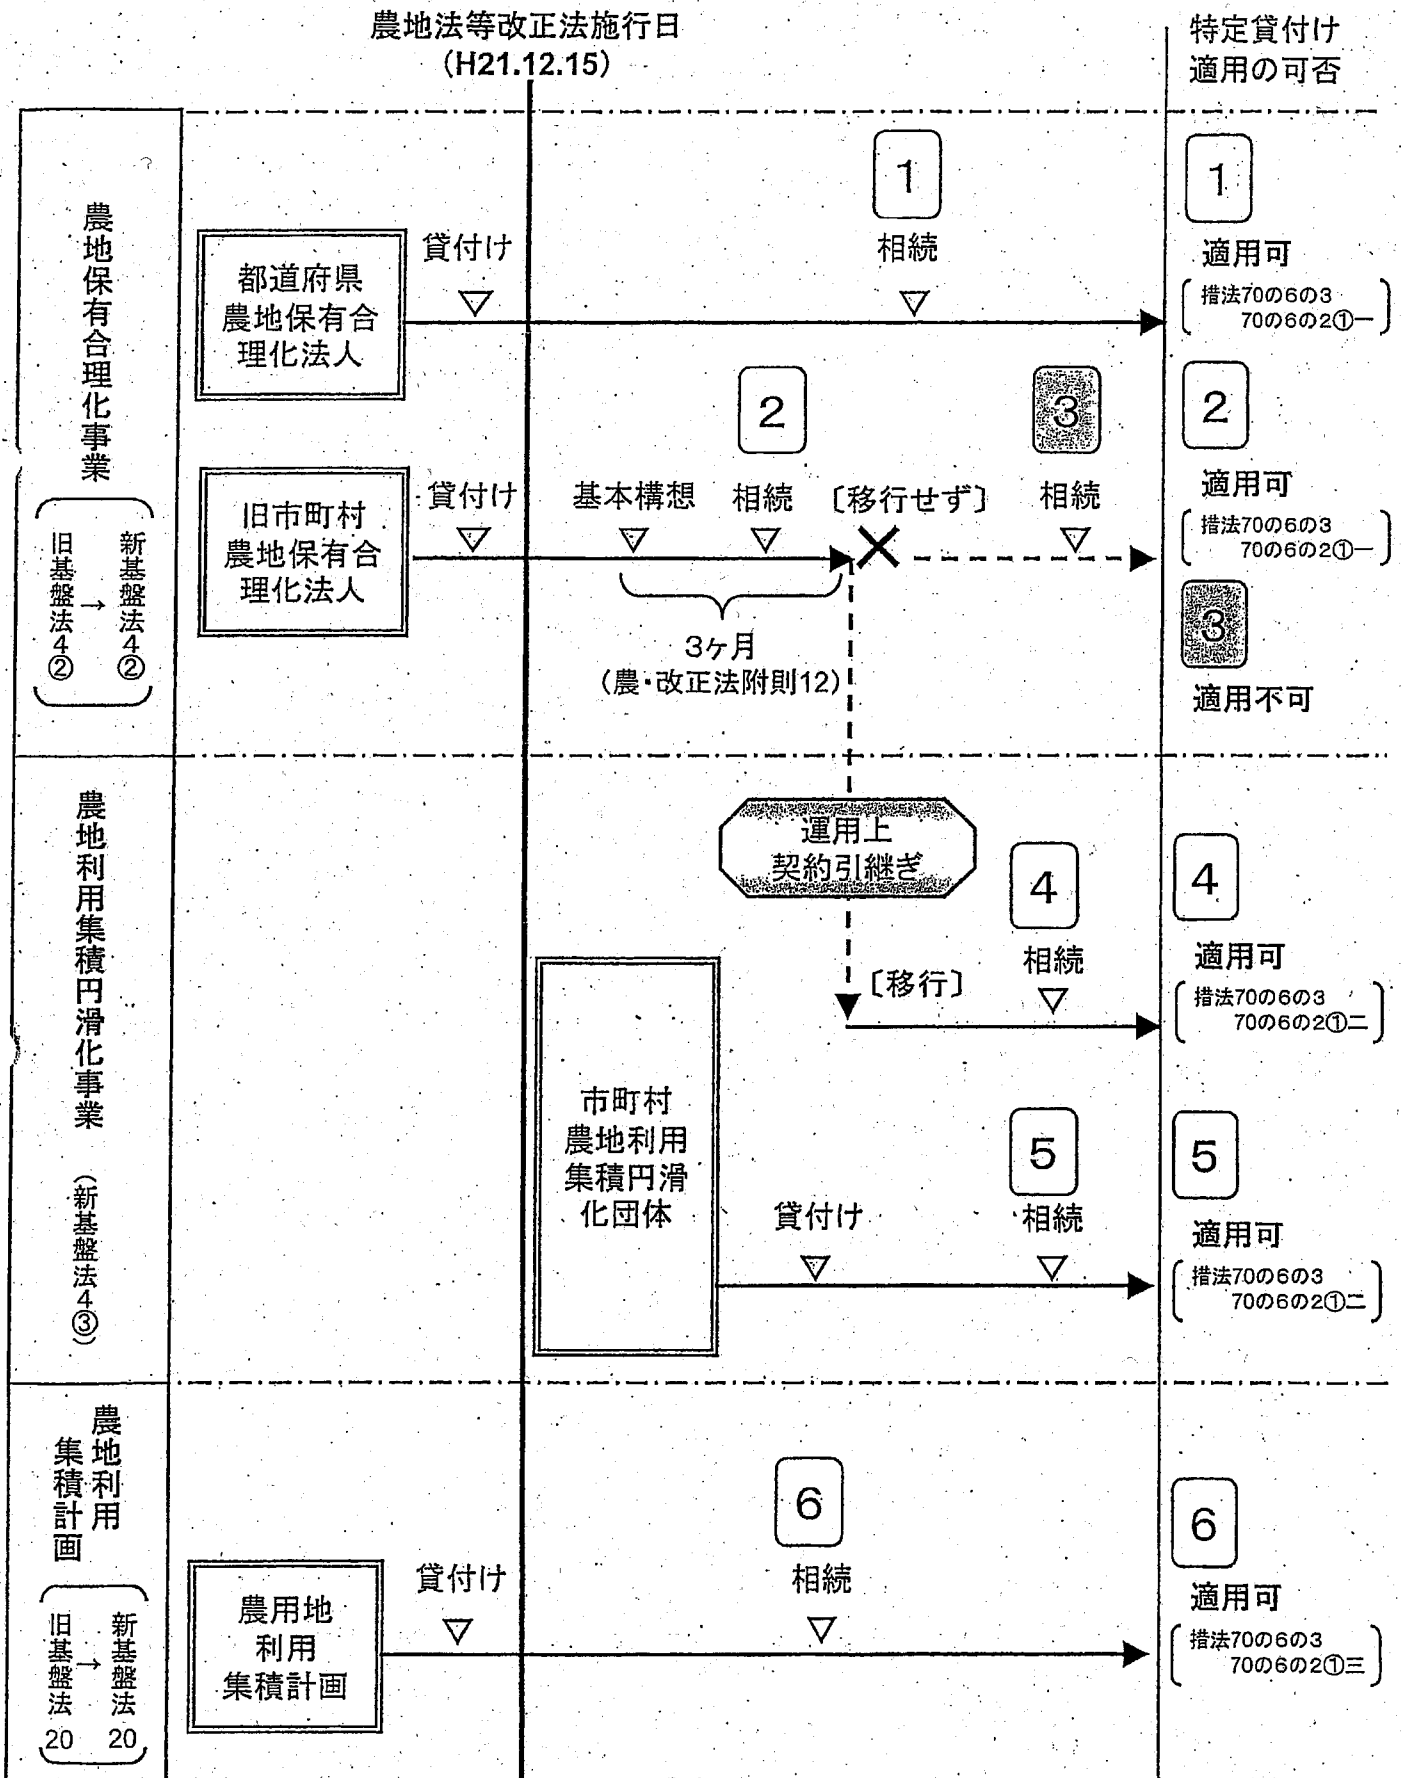 農地法等改正法施行日
(H21.12.15)
特定貸付け
適用の可否
農地保有合理化事業
旧基盤法4②
→
新基盤法4②
都道府県
農地保有合
理化法人
貸付け
1
相続
1
適用可
措法70の6の3
70の6の2①一
旧市町村
農地保有合
理化法人
貸付け
基本構想
2
相続
〔移行せず〕
3
相続
3ヶ月
(農・改正法附則12)
2
適用可
措法70の6の3
70の6の2①一
3
適用不可
農地利用集積円滑化事業
(新基盤法4③)
運用上
契約引継ぎ
〔移行〕
4
相続
4
適用可
措法70の6の3
70の6の2①二
市町村
農地利用
集積円滑
化団体
貸付け
5
相続
5
適用可
措法70の6の3
70の6の2①二
農地利用
集積計画
旧基盤法20
→
新基盤法20
農用地
利用
集積計画
貸付け
6
相続
6
適用可
措法70の6の3
70の6の2①三